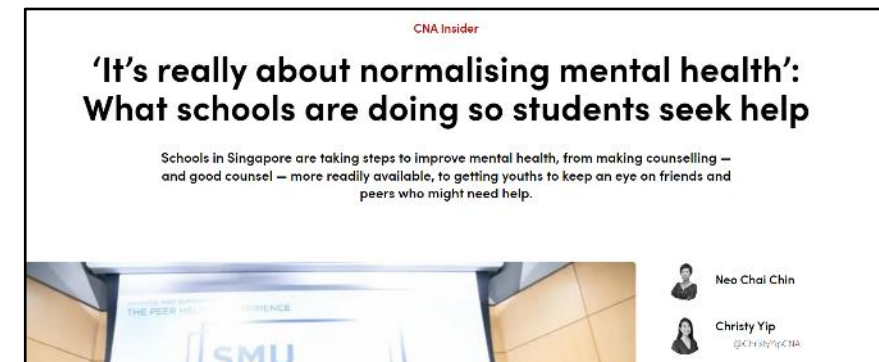 CNA Insider
‘It’s really about normalising mental health’:
What schools are doing so students seek help
Schools in Singapore are taking steps to improve mental health, from making counselling —
and good counsel — more readily available, to getting youths to keep an eye on friends and
peers who might need help.
Neo Chai Chin
Christy Yip
@ChristyYipCNA
THE PEER
SMU